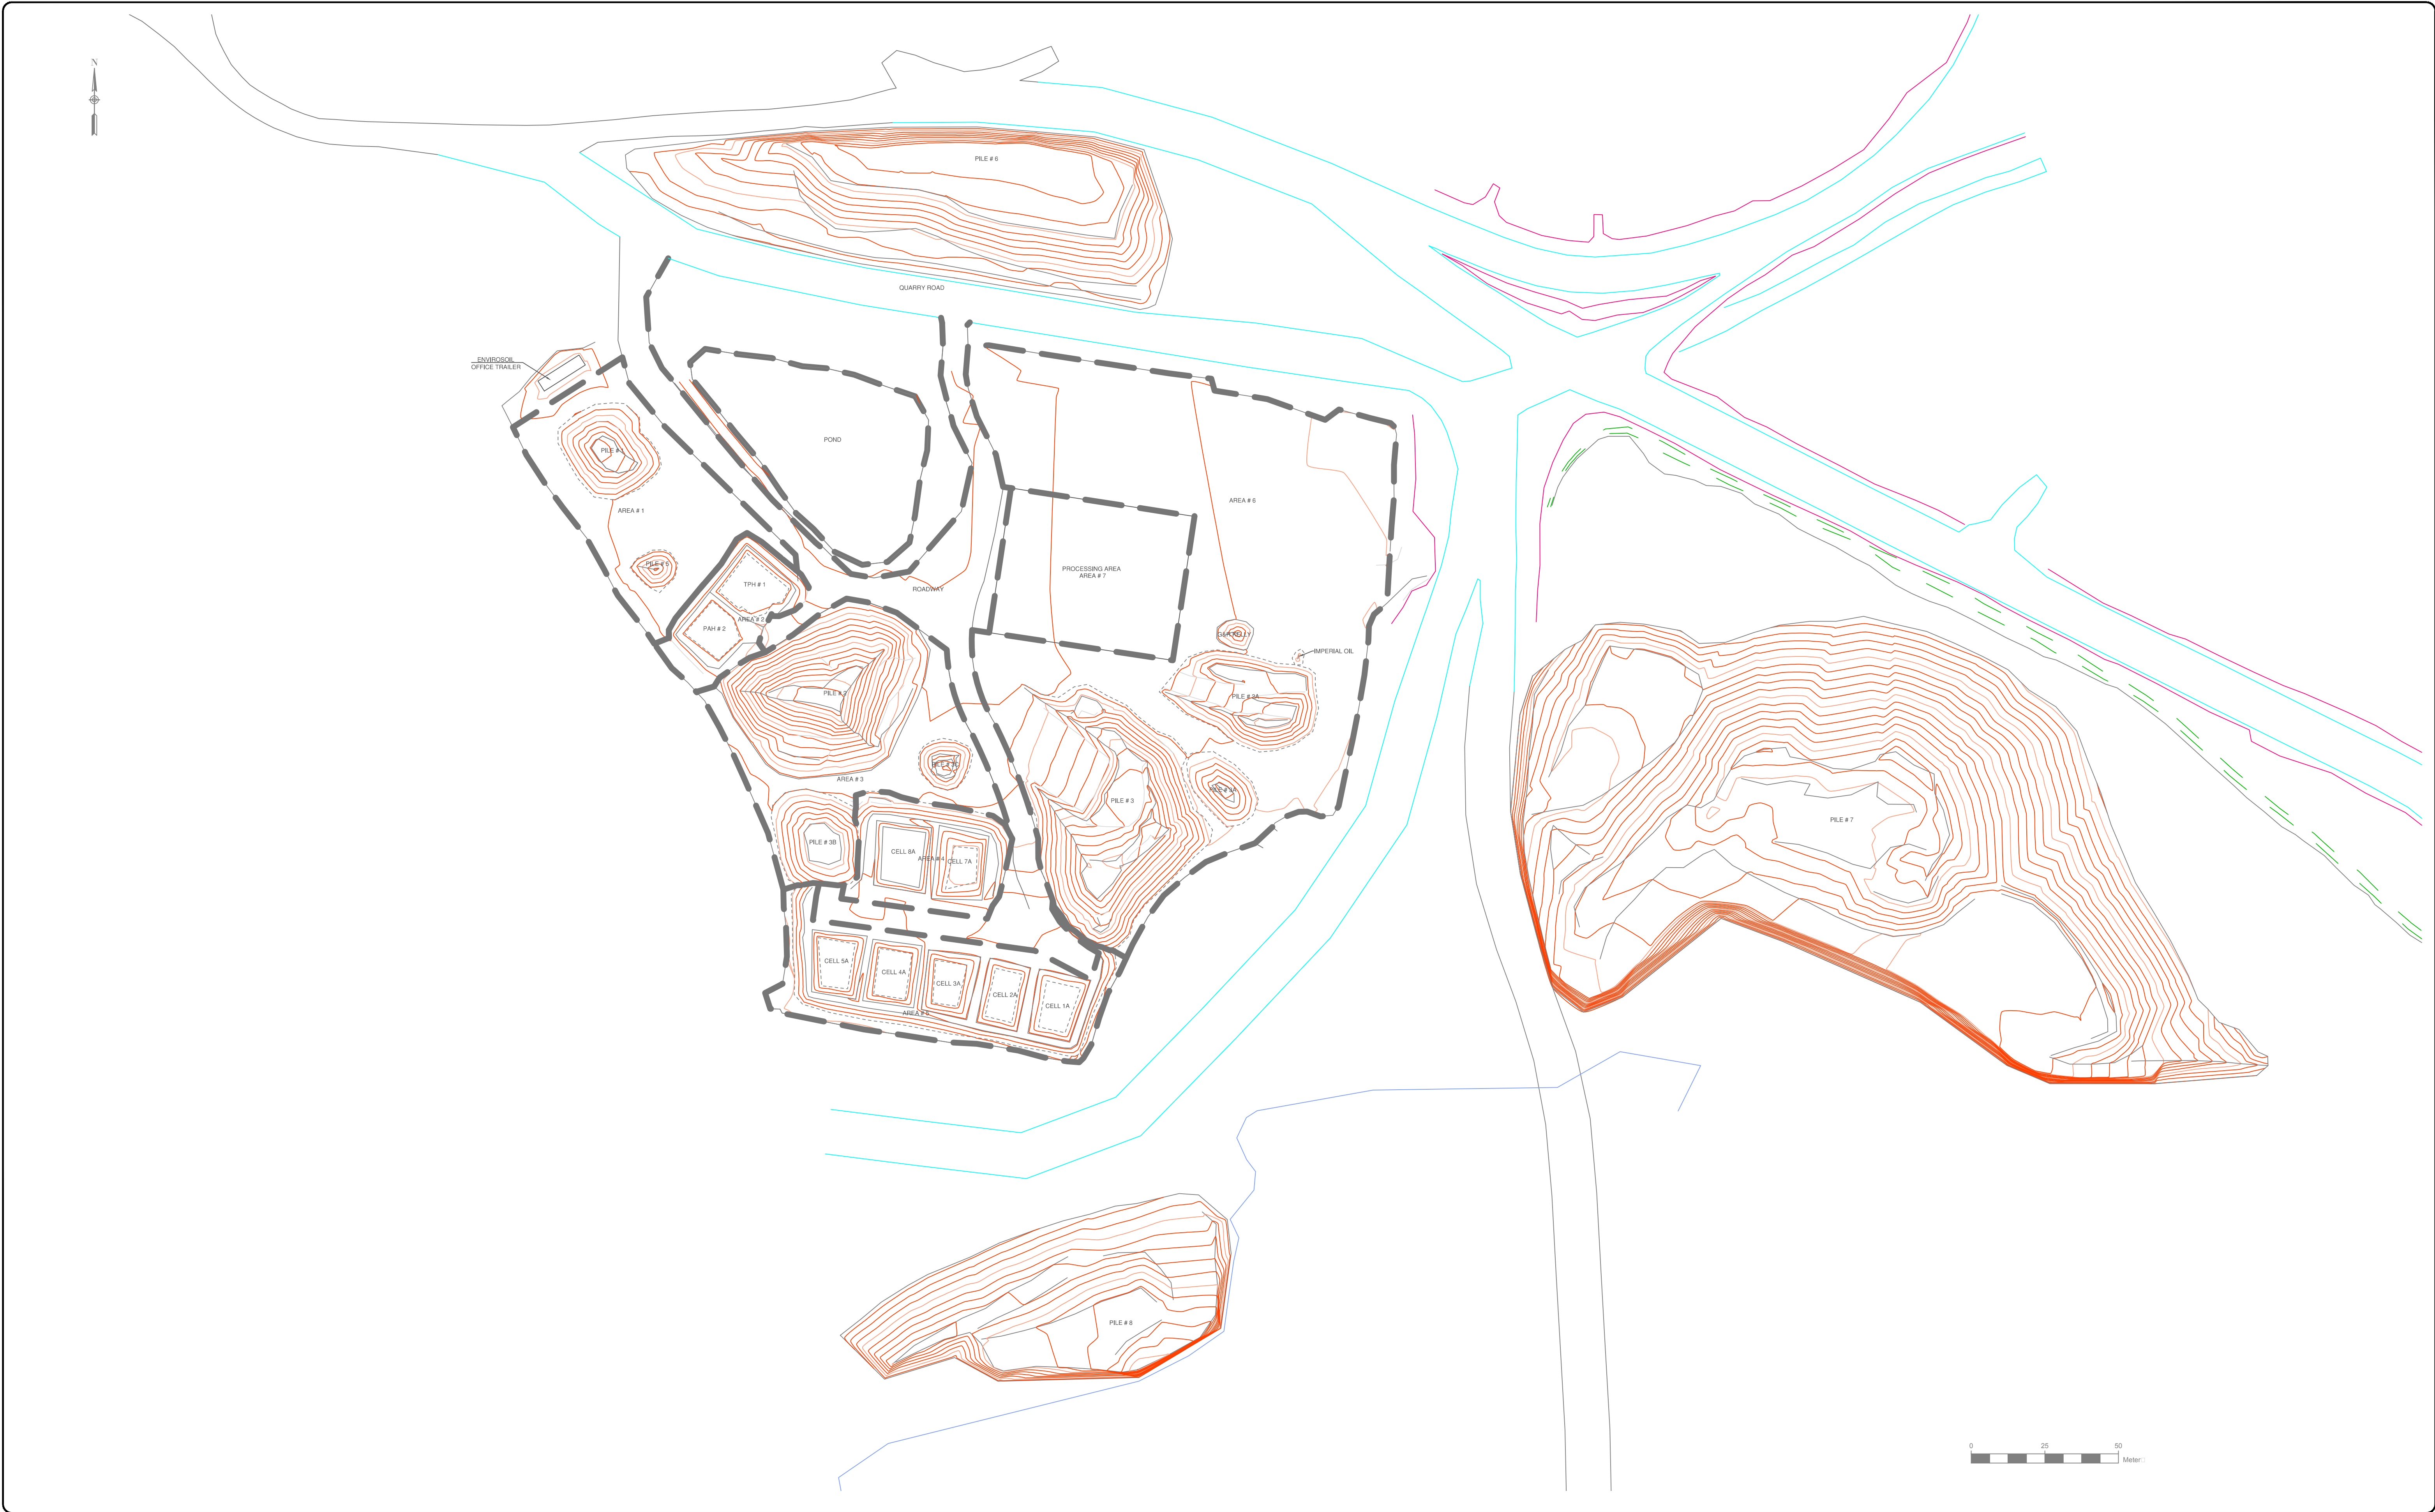 N
PILE # 6
QUARRY ROAD
ENVIROSOIL
OFFICE TRAILER
POND
PILE # 1
AREA # 1
AREA # 6
PILE # 5
TPH # 1
PROCESSING AREA
AREA # 7
ROADWAY
AREA # 2
PAH # 2
IMPERIAL OIL
PILE # 2
PILE # 3A
AREA # 3
PILE # 3A
PILE # 3
PILE # 7
PILE # 3B
CELL 8A
AREA # 4
CELL 7A
CELL 5A
CELL 4A
CELL 3A
CELL 2A
CELL 1A
PILE # 8
0 25 50